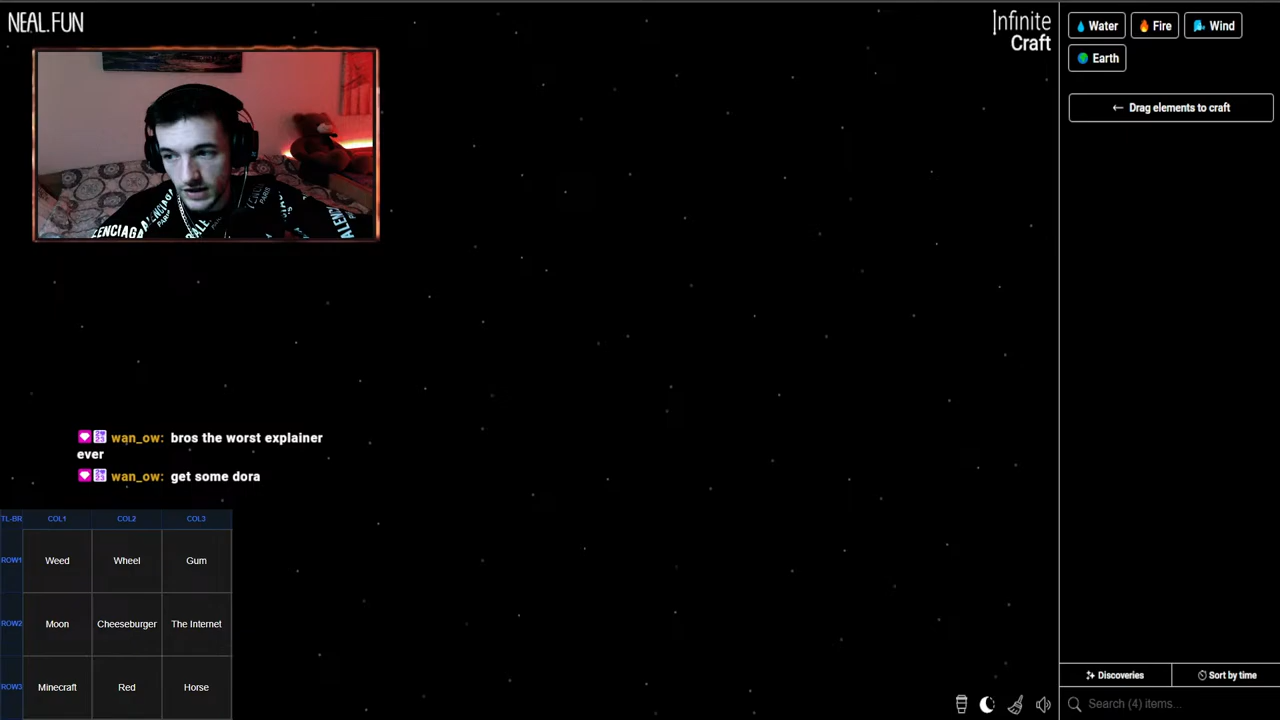 NEAL.FUN
Infinite
Craft
Water
Fire
Wind
Earth
← Drag elements to craft
ENCIAGA
PARIS
wan_ow: bros the worst explainer
ever
wan_ow: get some dora
TL-BR COL1 COL2 COL3
ROW1 Weed Wheel Gum
ROW2 Moon Cheeseburger The Internet
ROW3 Minecraft Red Horse
Discoveries
Sort by time
Search (4) items...